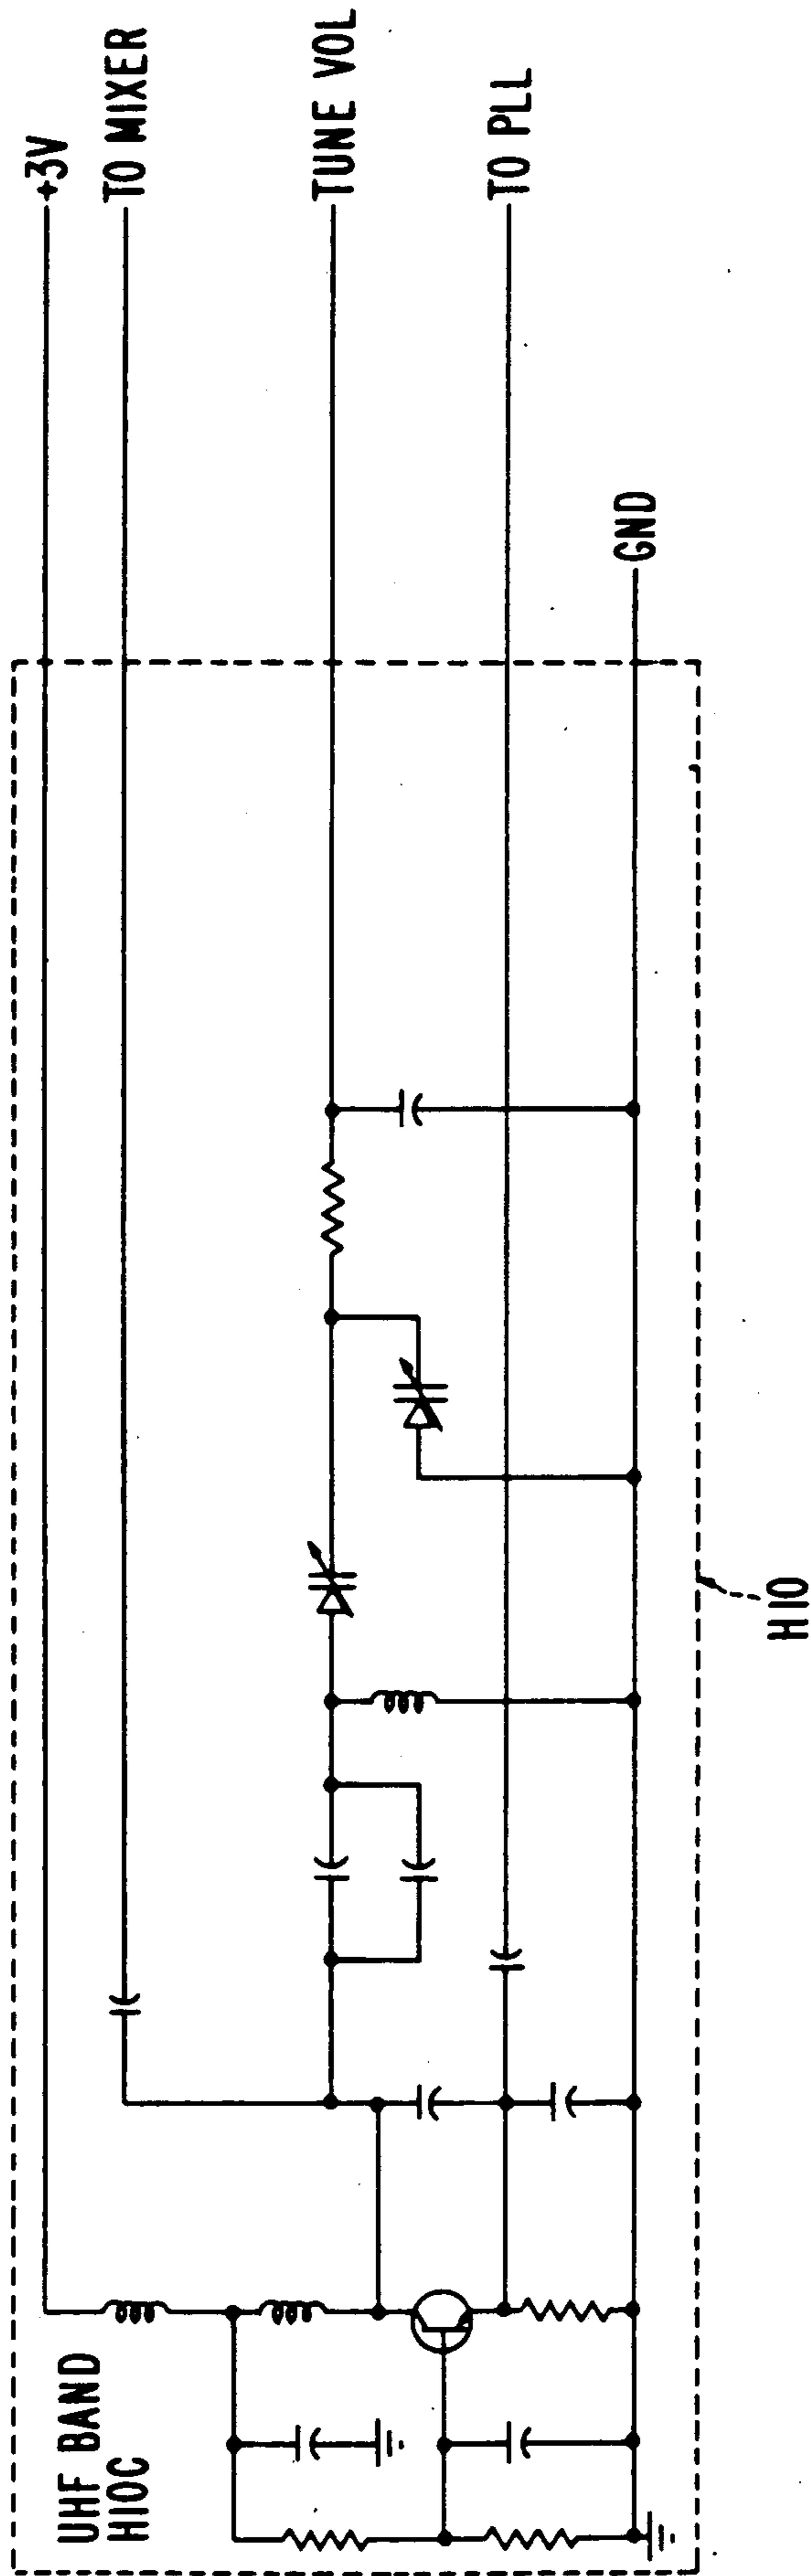 UHF BAND
H10C
+3V
TO MIXER
TUNE VOL
TO PLL
GND
H10